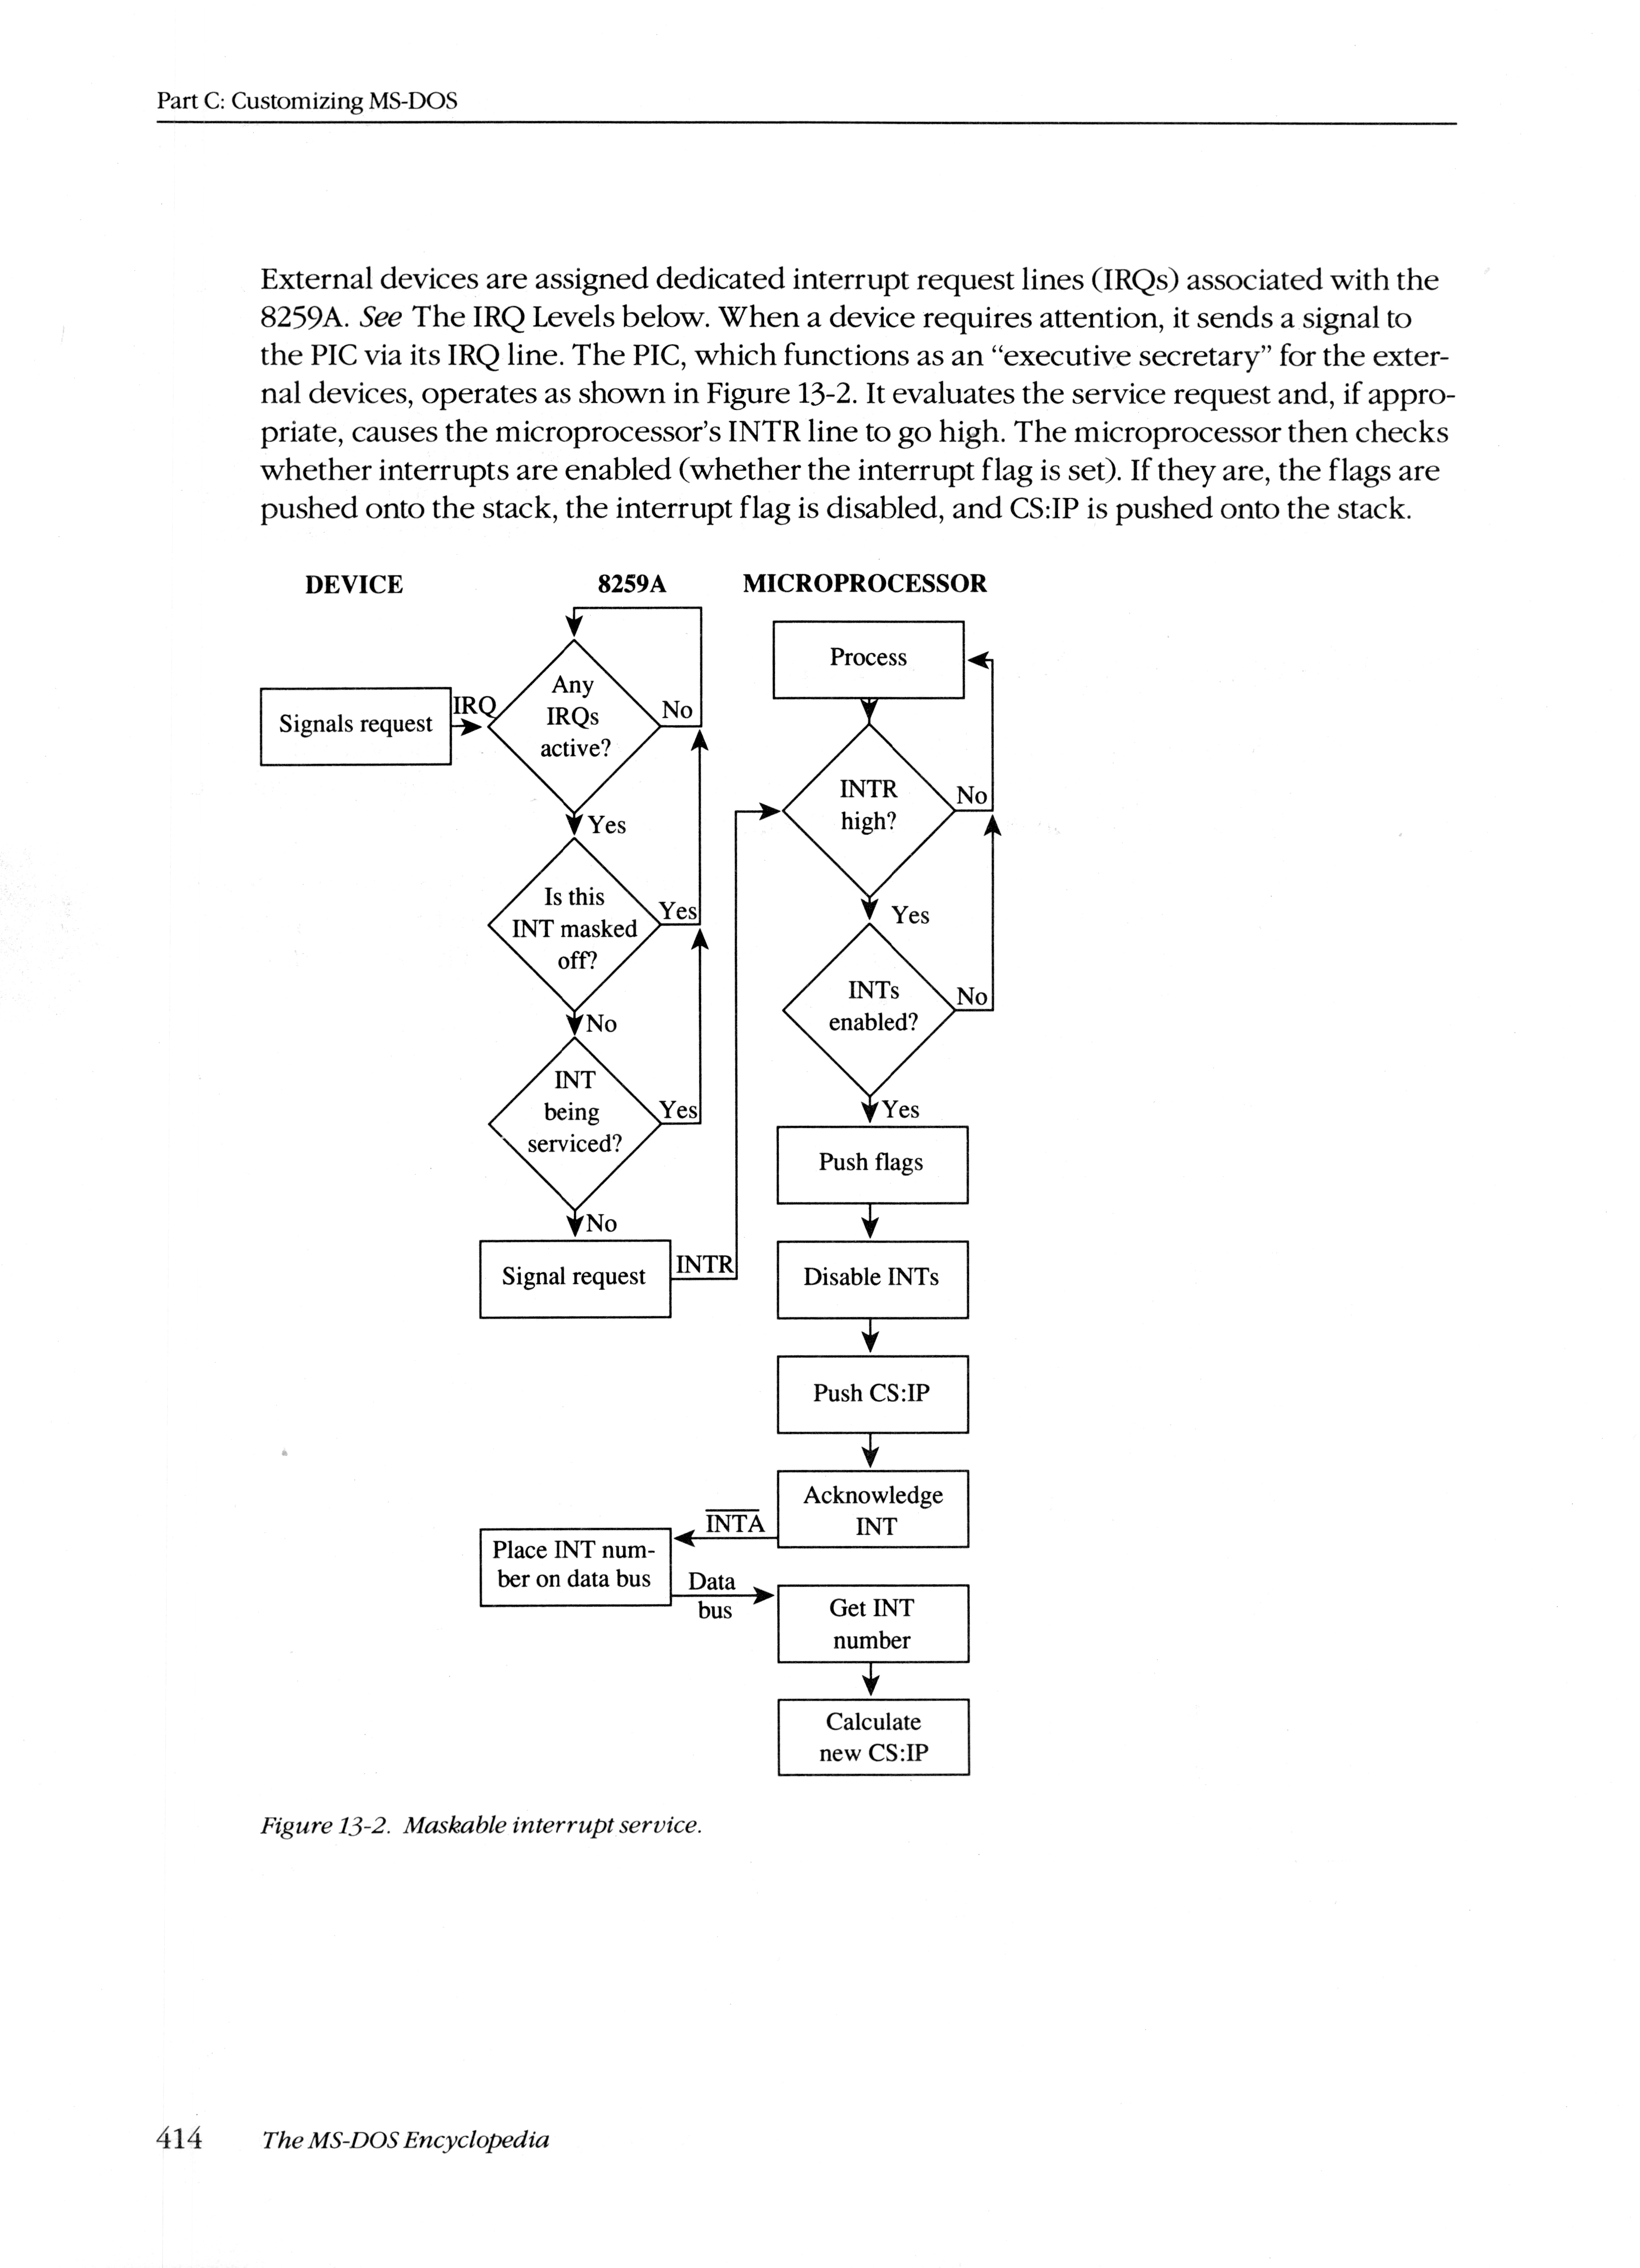 Part C: Customizing MS-DOS
External devices are assigned dedicated interrupt request lines (IRQs) associated with the
8259A. See The IRQ Levels below. When a device requires attention, it sends a signal to
the PIC via its IRQ line. The PIC, which functions as an “executive secretary” for the exter-
nal devices, operates as shown in Figure 13-2. It evaluates the service request and, if appro-
priate, causes the microprocessor’s INTR line to go high. The microprocessor then checks
whether interrupts are enabled (whether the interrupt flag is set). If they are, the flags are
pushed onto the stack, the interrupt flag is disabled, and CS:IP is pushed onto the stack.
DEVICE
8259A
MICROPROCESSOR
Signals request
IRQ
Any
IRQs
active?
No
Yes
Is this
INT masked
off?
Yes
No
INT
being
serviced?
Yes
No
Signal request
INTR
Process
INTR
high?
No
Yes
INTs
enabled?
No
Yes
Push flags
Disable INTs
Push CS:IP
Acknowledge
INT
INTA
Place INT num-
ber on data bus
Data
bus
Get INT
number
Calculate
new CS:IP
Figure 13-2. Maskable interrupt service.
414 The MS-DOS Encyclopedia